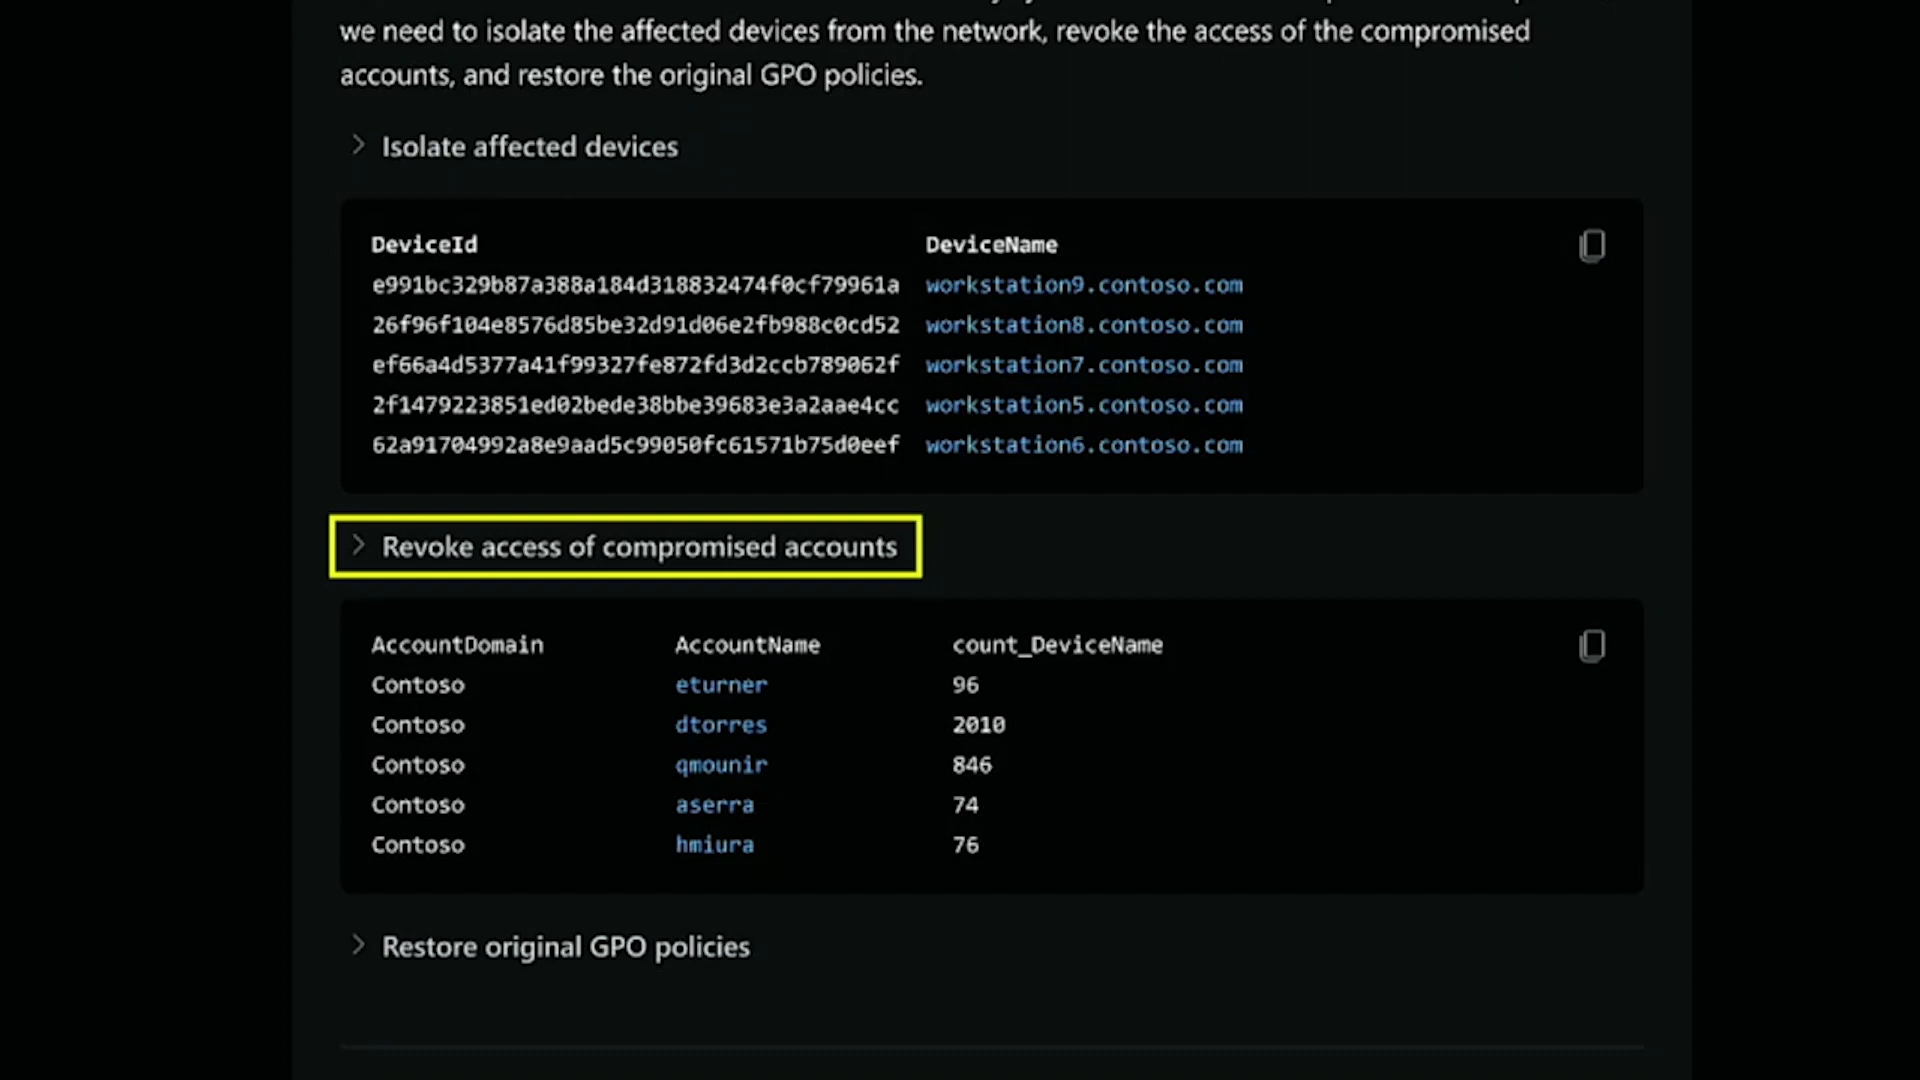 we need to isolate the affected devices from the network, revoke the access of the compromised
accounts, and restore the original GPO policies.
Isolate affected devices
DeviceId DeviceName
e991bc329b87a388a184d318832474f0cf79961a workstation9.contoso.com
26f96f104e8576d85be32d91d06e2fb988c0cd52 workstation8.contoso.com
ef66a4d5377a41f99327fe872fd3d2ccb789062f workstation7.contoso.com
2f1479223851ed02bede38bbe39683e3a2aae4cc workstation5.contoso.com
62a91704992a8e9aad5c99050fc61571b75d0eef workstation6.contoso.com
Revoke access of compromised accounts
AccountDomain AccountName count_DeviceName
Contoso eturner 96
Contoso dtorres 2010
Contoso qmounir 846
Contoso aserra 74
Contoso hmiura 76
Restore original GPO policies